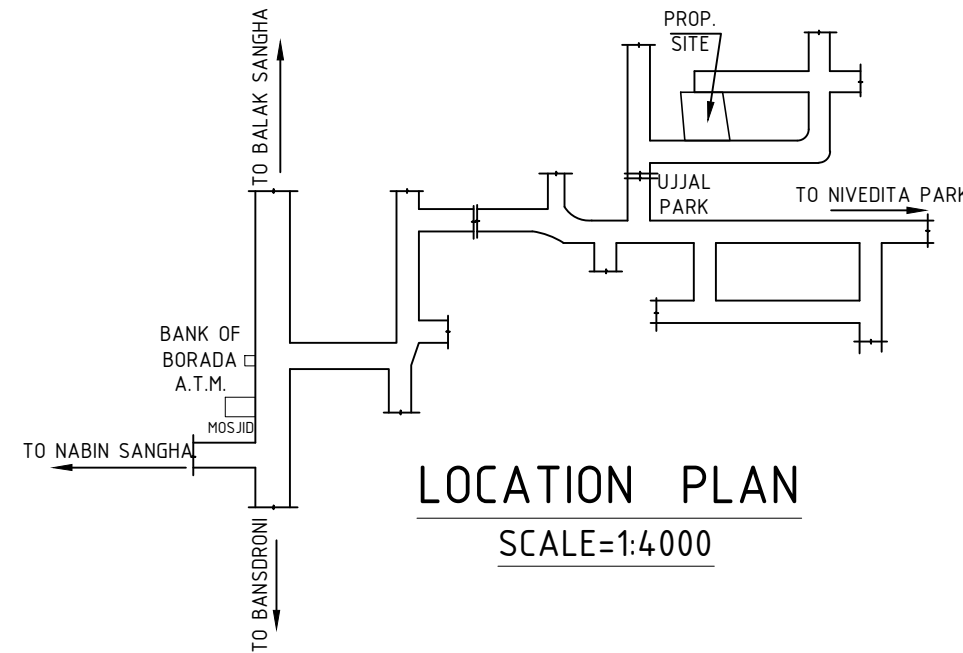 TO BALAK SANGHA
PROP.
SITE
UJJAL
PARK
TO NIVEDITA PARK
BANK OF
BORADA
A.T.M.
MOSJID
TO NABIN SANGHA
LOCATION PLAN
SCALE=1:4000
TO BANSDRONI